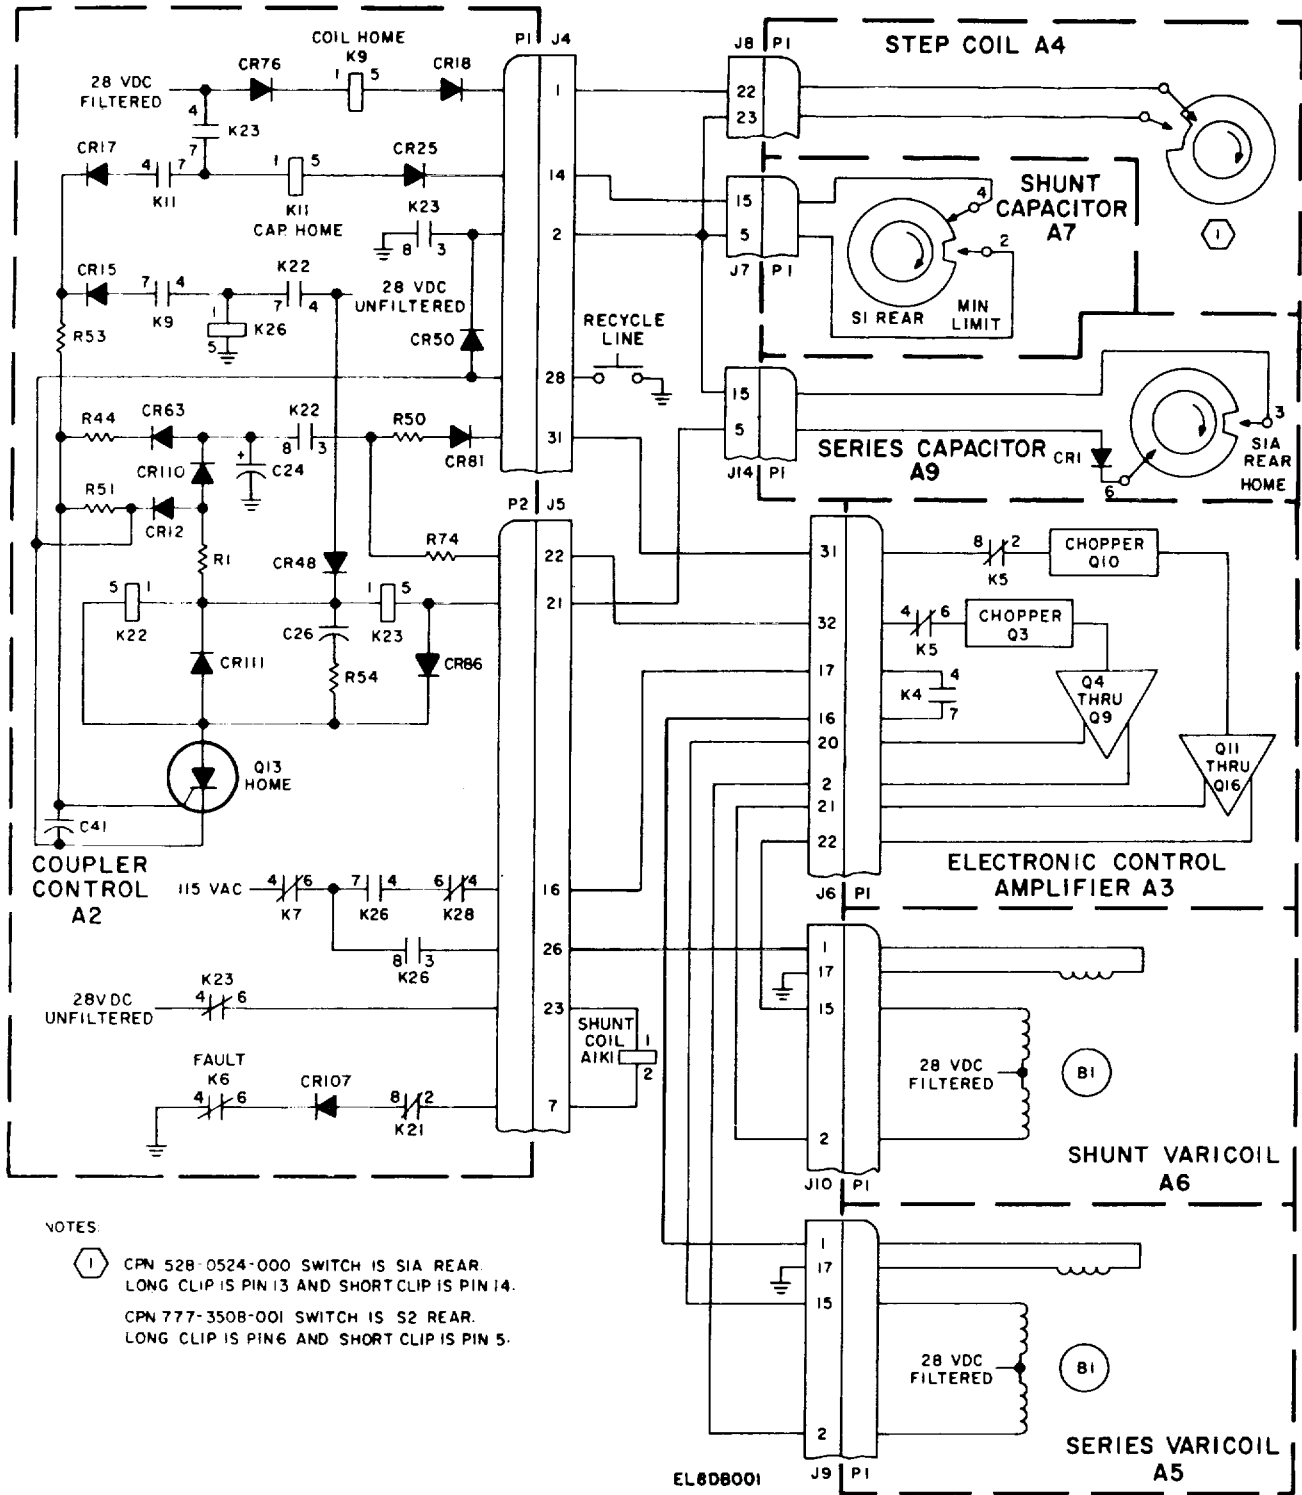 COIL HOME
K9
1 5
CR76
CR18
28 VDC
FILTERED
4
K23
7
CR17
4 7
K11
1 5
K11
CAP. HOME
CR25
K23
8 3
CR15
7 4
K9
K22
7 4
28 VDC
UNFILTERED
1
K26
5
R53
CR50
R44
CR63
K22
8 3
R50
CR81
CR110
+
C24
R51
CR12
R1
R74
CR48
5 1
K22
1 5
K23
C26
CR111
R54
CR86
Q13
HOME
C41
COUPLER
CONTROL
A2
115 VAC
4 6
K7
7 4
K26
6 4
K28
8 3
K26
K23
4 6
28VDC
UNFILTERED
FAULT
K6
4 6
CR107
8 2
K21
P1 J4
1
14
2
28
31
P2 J5
22
21
16
26
23
7
RECYCLE
LINE
SHUNT
COIL
A1K1
1
2
J8 P1
22
23
STEP COIL A4
1
15
5
J7 P1
SHUNT
CAPACITOR
A7
4
2
S1 REAR
MIN
LIMIT
15
5
J14 P1
SERIES CAPACITOR
A9
CR1
6
3
S1A
REAR
HOME
31
32
17
16
20
2
21
22
J6 P1
8 2
K5
CHOPPER
Q10
4 6
K5
CHOPPER
Q3
4
K4
7
Q4
THRU
Q9
Q11
THRU
Q16
ELECTRONIC CONTROL
AMPLIFIER A3
1
17
15
2
J10 P1
28 VDC
FILTERED
B1
SHUNT VARICOIL
A6
1
17
15
2
J9 P1
28 VDC
FILTERED
B1
SERIES VARICOIL
A5
NOTES:
1 CPN 528-0524-000 SWITCH IS S1A REAR.
LONG CLIP IS PIN 13 AND SHORT CLIP IS PIN 14.
CPN 777-3508-001 SWITCH IS S2 REAR.
LONG CLIP IS PIN 6 AND SHORT CLIP IS PIN 5.
EL8DB001